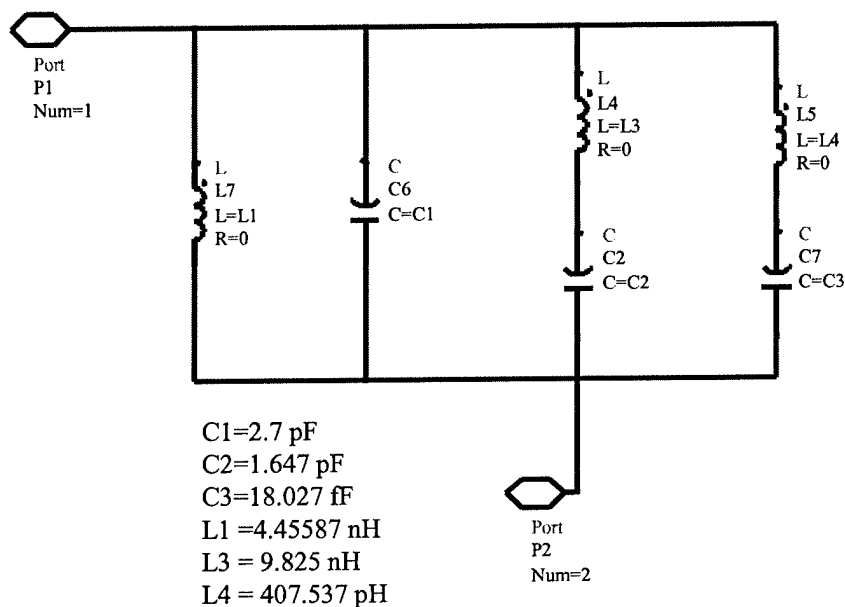 Port
P1
Num=1
L
L7
L=L1
R=0
C
C6
C=C1
L
L4
L=L3
R=0
C
C2
C=C2
L
L5
L=L4
R=0
C
C7
C=C3
C1=2.7 pF
C2=1.647 pF
C3=18.027 fF
L1 =4.45587 nH
L3 = 9.825 nH
L4 = 407.537 pH
Port
P2
Num=2